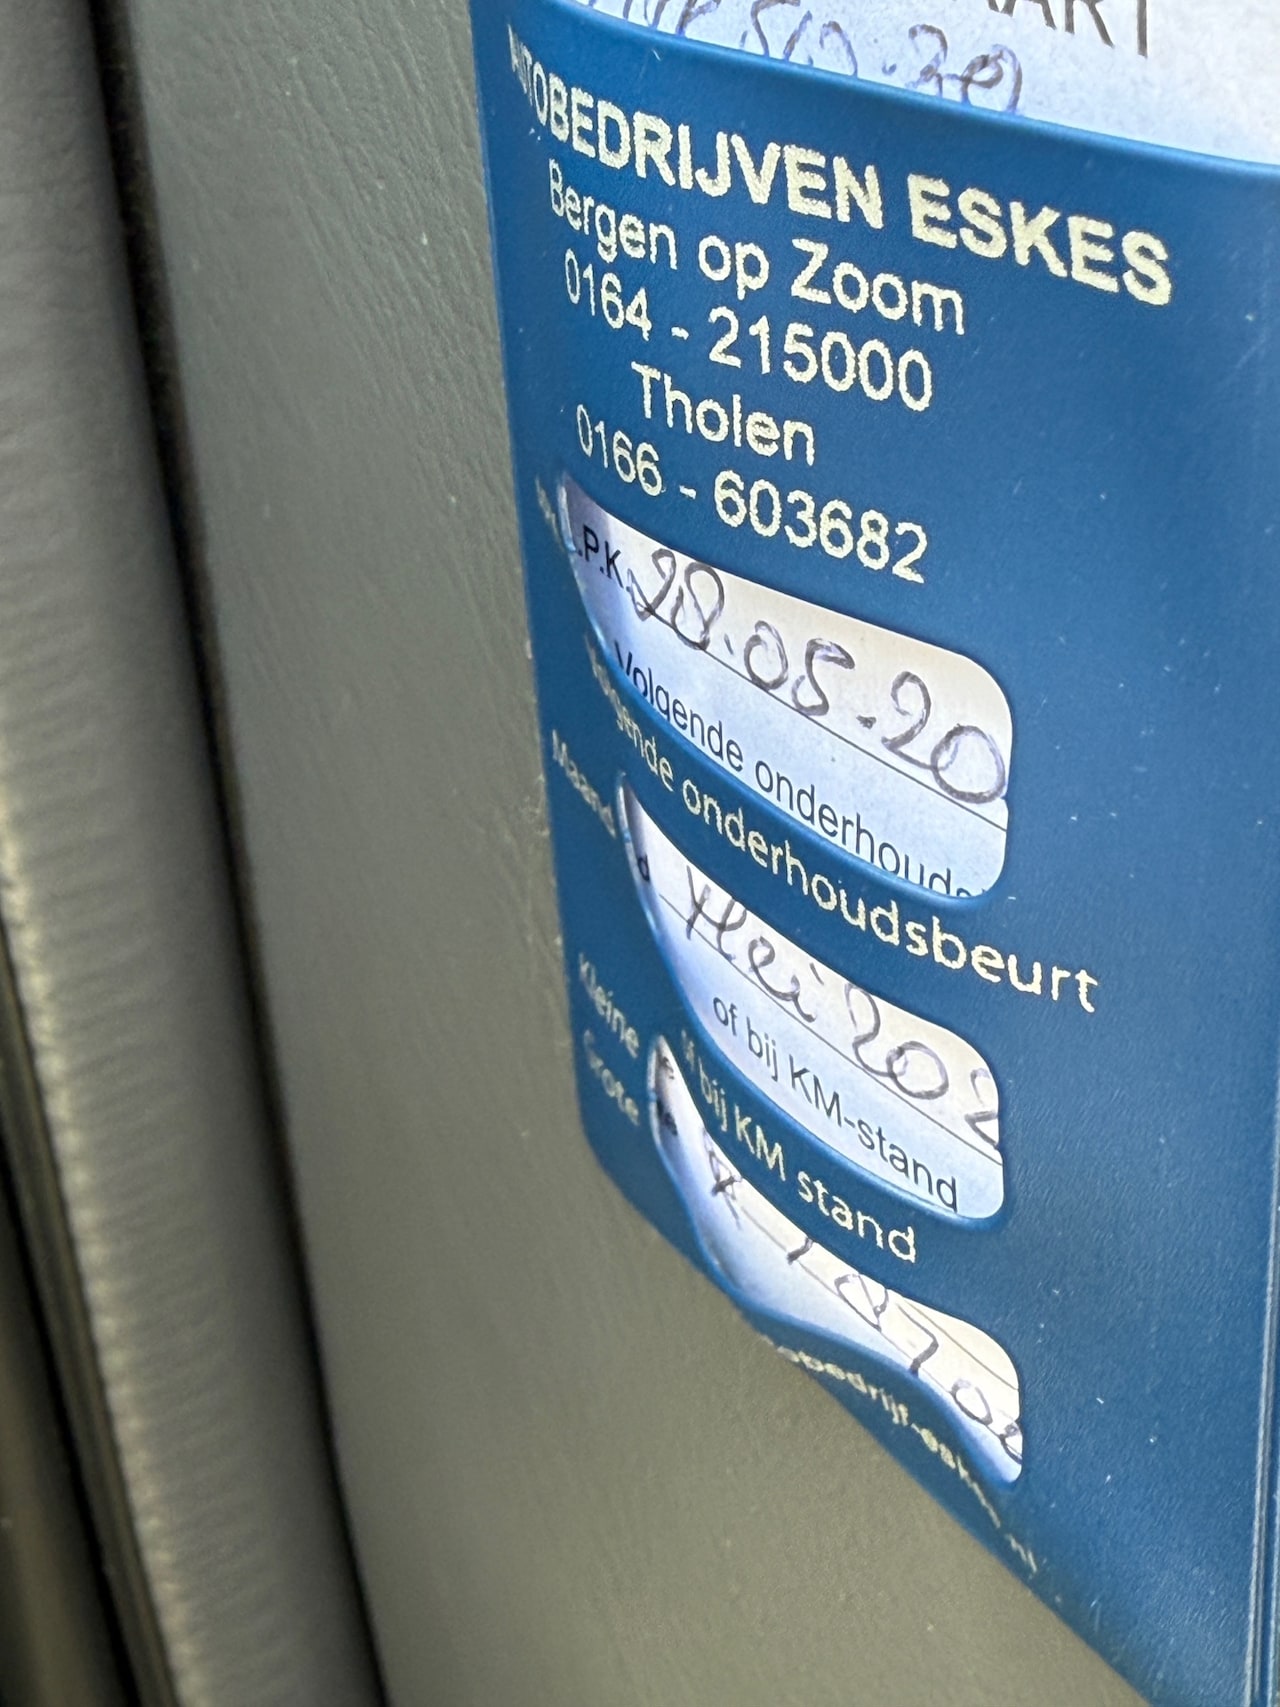 AUTOBEDRIJVEN ESKES
Bergen op Zoom
0164 - 215000
Tholen
0166 - 603682
.P.K. 28.05.20
Volgende onderhouds
Volgende onderhoudsbeurt
Maand
d Mei 202
of bij KM-stand
of bij KM stand
Kleine
Grote